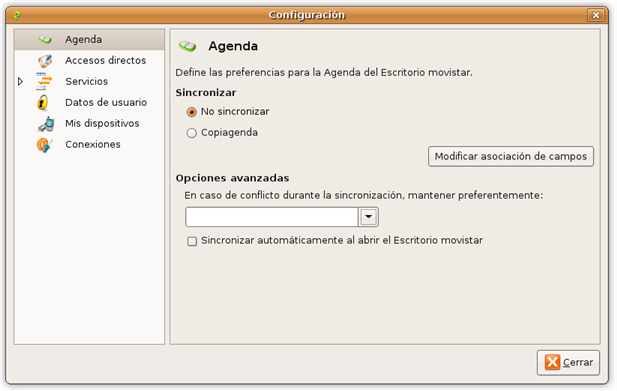 Configuración
Agenda
Accesos directos
Servicios
Datos de usuario
Mis dispositivos
Conexiones
Agenda
Define las preferencias para la Agenda del Escritorio movistar.
Sincronizar
No sincronizar
Copiagenda
Modificar asociación de campos
Opciones avanzadas
En caso de conflicto durante la sincronización, mantener preferentemente:
Sincronizar automáticamente al abrir el Escritorio movistar
Cerrar